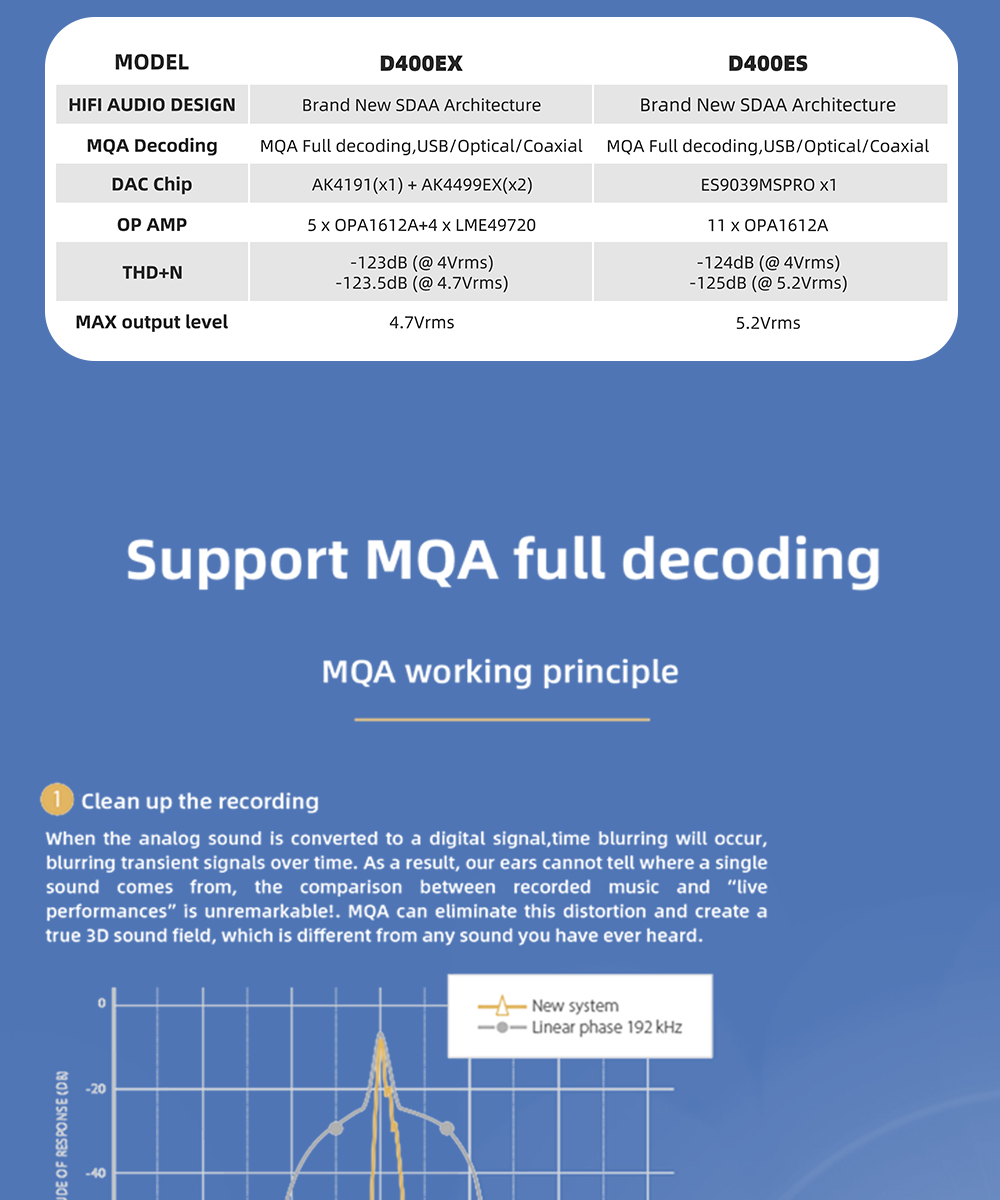 MODEL D400EX D400ES
HIFI AUDIO DESIGN Brand New SDAA Architecture Brand New SDAA Architecture
MQA Decoding MQA Full decoding,USB/Optical/Coaxial MQA Full decoding,USB/Optical/Coaxial
DAC Chip AK4191(x1) + AK4499EX(x2) ES9039MSPRO x1
OP AMP 5 x OPA1612A+4 x LME49720 11 x OPA1612A
THD+N -123dB (@ 4Vrms) -124dB (@ 4Vrms)
-123.5dB (@ 4.7Vrms) -125dB (@ 5.2Vrms)
MAX output level 4.7Vrms 5.2Vrms
Support MQA full decoding
MQA working principle
1 Clean up the recording
When the analog sound is converted to a digital signal,time blurring will occur,
blurring transient signals over time. As a result, our ears cannot tell where a single
sound comes from, the comparison between recorded music and “live
performances” is unremarkable!. MQA can eliminate this distortion and create a
true 3D sound field, which is different from any sound you have ever heard.
New system
Linear phase 192 kHz
0
-20
-40
OF RESPONSE (DB)